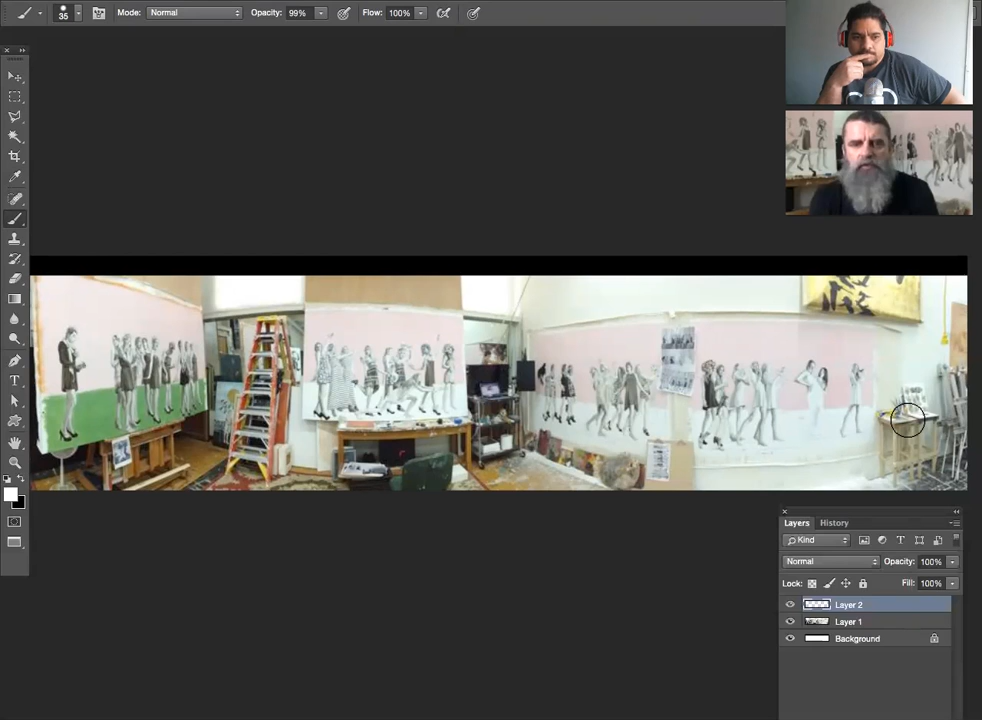 35 Mode: Normal Opacity: 99% Flow: 100%
Layers History
Kind
Normal Opacity: 100%
Lock: Fill: 100%
Layer 2
Layer 1
Background